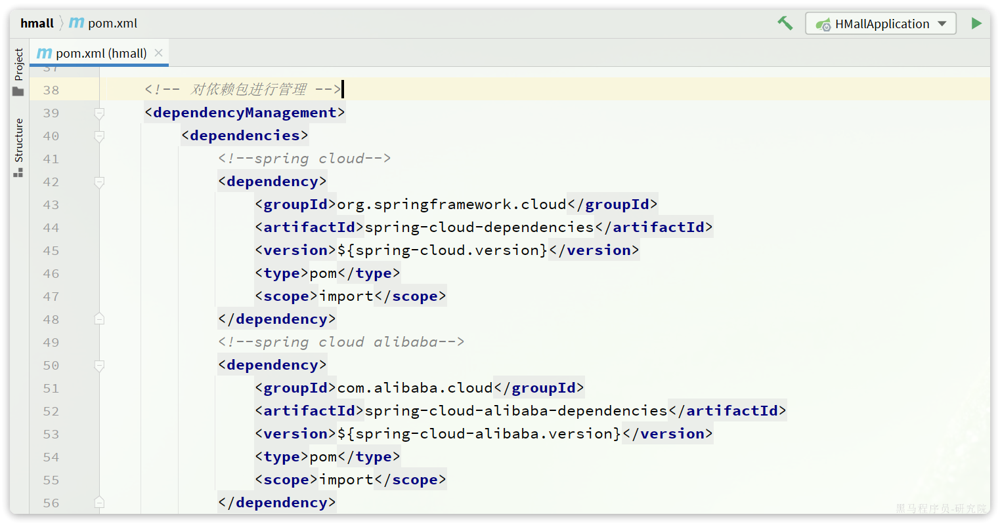 hmall
pom.xml
HMallApplication
pom.xml (hmall)
Project
Structure
37
38 <!-- 对依赖包进行管理 -->
39 <dependencyManagement>
40 <dependencies>
41 <!--spring cloud-->
42 <dependency>
43 <groupId>org.springframework.cloud</groupId>
44 <artifactId>spring-cloud-dependencies</artifactId>
45 <version>${spring-cloud.version}</version>
46 <type>pom</type>
47 <scope>import</scope>
48 </dependency>
49 <!--spring cloud alibaba-->
50 <dependency>
51 <groupId>com.alibaba.cloud</groupId>
52 <artifactId>spring-cloud-alibaba-dependencies</artifactId>
53 <version>${spring-cloud-alibaba.version}</version>
54 <type>pom</type>
55 <scope>import</scope>
56 </dependency>
黑马程序员-研究院